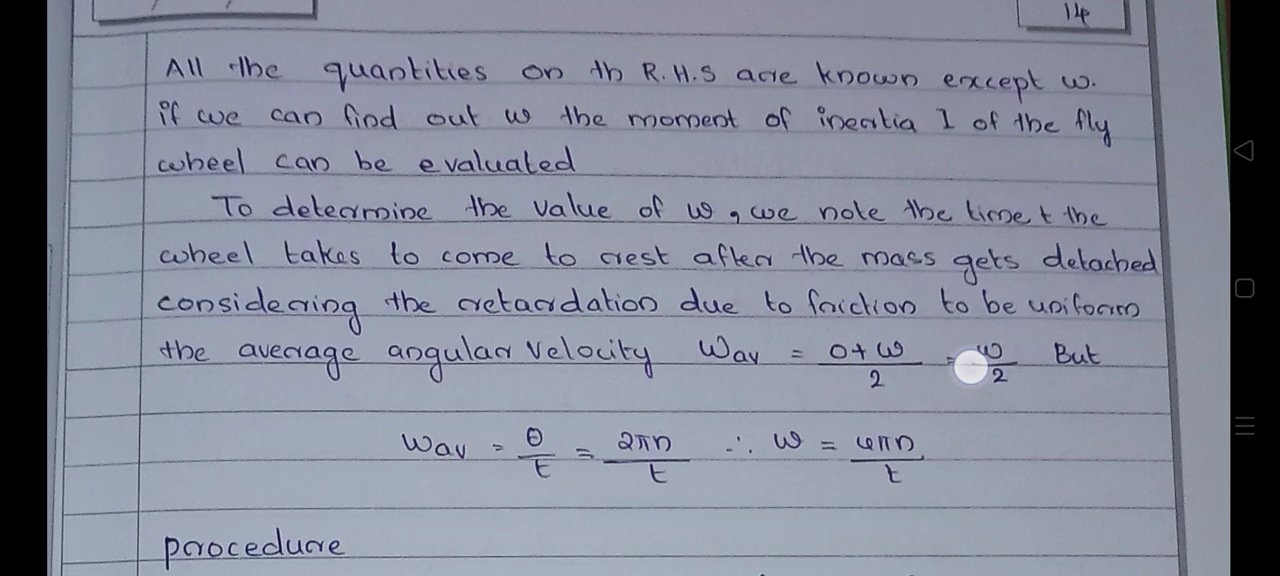 14
All the quantities on th R.H.S are known except ω.
if we can find out ω the moment of inertia I of the fly
wheel can be evaluated
To determine the value of ω, we note the time t the
wheel takes to come to rest after the mass gets detached
considering the retardation due to friction to be uniform
the average angular velocity ωav = 0+ω/2 = ω/2 But
ωav = θ/t = 2πn/t ∴ ω = 4πn/t
procedure